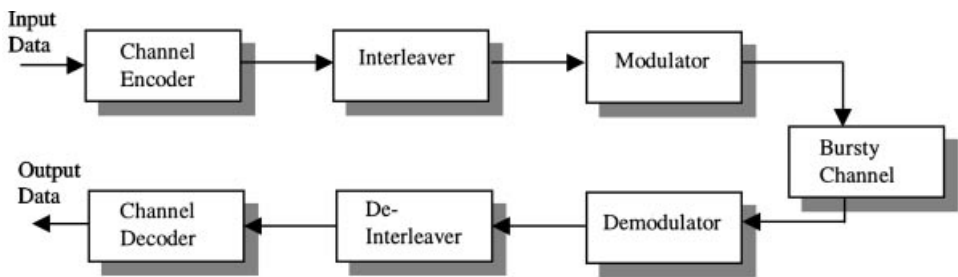 Input
Data
Channel
Encoder
Interleaver
Modulator
Bursty
Channel
Output
Data
Channel
Decoder
De-
Interleaver
Demodulator